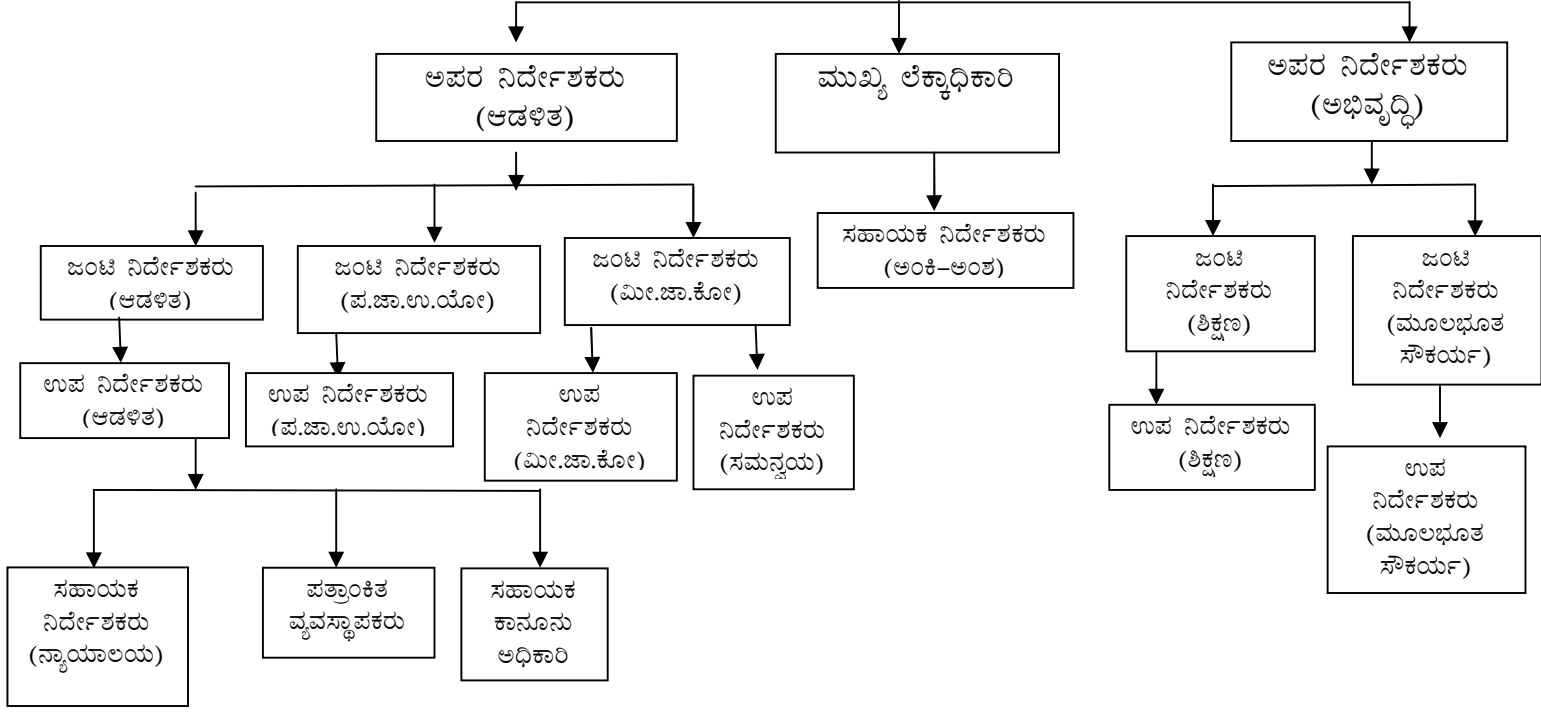 ಅಪರ ನಿರ್ದೇಶಕರು
(ಆಡಳಿತ)
ಮುಖ್ಯ ಲೆಕ್ಕಾಧಿಕಾರಿ
ಅಪರ ನಿರ್ದೇಶಕರು
(ಅಭಿವೃದ್ಧಿ)
ಸಹಾಯಕ ನಿರ್ದೇಶಕರು
(ಅಂಕಿ-ಅಂಶ)
ಜಂಟಿ ನಿರ್ದೇಶಕರು
(ಆಡಳಿತ)
ಜಂಟಿ ನಿರ್ದೇಶಕರು
(ಪ.ಜಾ.ಉ.ಯೋ)
ಜಂಟಿ ನಿರ್ದೇಶಕರು
(ಮೀ.ಜಾ.ಕೋ)
ಜಂಟಿ
ನಿರ್ದೇಶಕರು
(ಶಿಕ್ಷಣ)
ಜಂಟಿ
ನಿರ್ದೇಶಕರು
(ಮೂಲಭೂತ
ಸೌಕರ್ಯ)
ಉಪ ನಿರ್ದೇಶಕರು
(ಆಡಳಿತ)
ಉಪ ನಿರ್ದೇಶಕರು
(ಪ.ಜಾ.ಉ.ಯೋ)
ಉಪ
ನಿರ್ದೇಶಕರು
(ಮೀ.ಜಾ.ಕೋ)
ಉಪ
ನಿರ್ದೇಶಕರು
(ಸಮನ್ವಯ)
ಉಪ ನಿರ್ದೇಶಕರು
(ಶಿಕ್ಷಣ)
ಉಪ
ನಿರ್ದೇಶಕರು
(ಮೂಲಭೂತ
ಸೌಕರ್ಯ)
ಸಹಾಯಕ
ನಿರ್ದೇಶಕರು
(ನ್ಯಾಯಾಲಯ)
ಪತ್ರಾಂಕಿತ
ವ್ಯವಸ್ಥಾಪಕರು
ಸಹಾಯಕ
ಕಾನೂನು
ಅಧಿಕಾರಿ